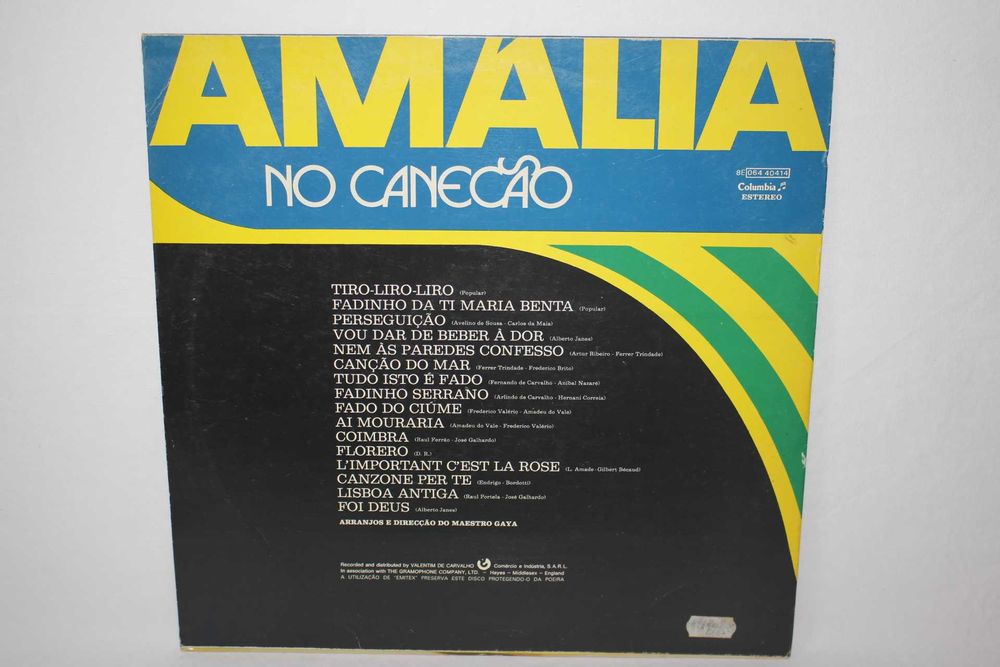 AMÁLIA
NO CANECÃO
8E 064 40414
Columbia
ESTEREO
TIRO-LIRO-LIRO (Popular)
FADINHO DA TI MARIA BENTA (Popular)
PERSEGUIÇÃO (Avelino de Sousa - Carlos da Maia)
VOU DAR DE BEBER À DOR (Alberto Janes)
NEM ÀS PAREDES CONFESSO (Artur Ribeiro - Ferrer Trindade)
CANÇÃO DO MAR (Ferrer Trindade - Frederico Brito)
TUDO ISTO É FADO (Fernando de Carvalho - Aníbal Nazaré)
FADINHO SERRANO (Arlindo de Carvalho - Hernani Correia)
FADO DO CIÚME (Frederico Valério - Amadeu do Vale)
AI MOURARIA (Amadeu do Vale - Frederico Valério)
COIMBRA (Raul Ferrão - José Galhardo)
FLORERO (D. R.)
L'IMPORTANT C'EST LA ROSE (L. Amade - Gilbert Bécaud)
CANZONE PER TE (Endrigo - Bordotti)
LISBOA ANTIGA (Raul Portela - José Galhardo)
FOI DEUS (Alberto Janes)
ARRANJOS E DIRECÇÃO DO MAESTRO GAYA
Recorded and distributed by VALENTIM DE CARVALHO Comércio e Indústria, S.A.R.L.
In association with THE GRAMOPHONE COMPANY, LTD. - Hayes - Middlesex - England
A UTILIZAÇÃO DE "EMITEX" PRESERVA ESTE DISCO PROTEGENDO-O DA POEIRA